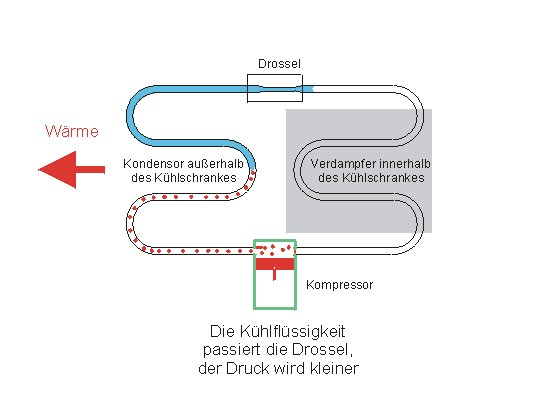 Drossel
Wärme
Kondensor außerhalb
des Kühlschrankes
Verdampfer innerhalb
des Kühlschrankes
Kompressor
Die Kühlflüssigkeit
passiert die Drossel,
der Druck wird kleiner